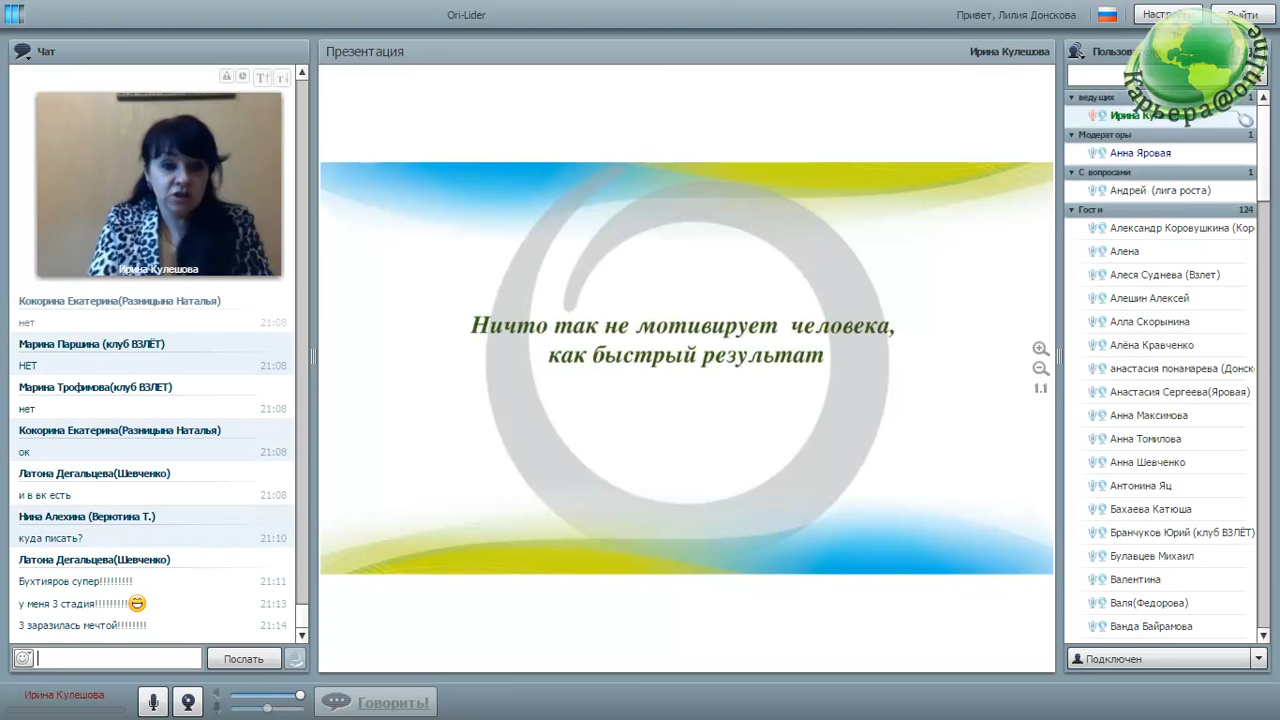 Ori-Lider
Привет, Лилия Донскова
Выйти
Чат
Ирина Кулешова
Кокорина Екатерина(Разницына Наталья)
нет 21:08
Марина Паршина (клуб ВЗЛЁТ)
НЕТ 21:08
Марина Трофимова(клуб ВЗЛЕТ)
нет 21:08
Кокорина Екатерина(Разницына Наталья)
ок 21:08
Латона Дегальцева(Шевченко)
и в вк есть 21:08
Нина Алехина (Верютина Т.)
куда писать? 21:10
Латона Дегальцева(Шевченко)
Бухтияров супер!!!!!!!!! 21:11
у меня 3 стадия!!!!!!!!! 21:13
3 заразилась мечтой!!!!!!!! 21:14
Послать
Ирина Кулешова
Говорить!
Презентация
Ирина Кулешова
Ничто так не мотивирует человека,
как быстрый результат
1.1
карьера@online
ведущих 1
Модераторы 1
Анна Яровая
С вопросами 1
Андрей (лига роста)
Гости 124
Александр Коровушкина (Кор
Алена
Алеся Суднева (Взлет)
Алешин Алексей
Алла Скорынина
Алёна Кравченко
анастасия понамарева (Донск
Анастасия Сергеева(Яровая)
Анна Максимова
Анна Томилова
Анна Шевченко
Антонина Яц
Бахаева Катюша
Бранчуков Юрий (клуб ВЗЛЁТ)
Булавцев Михаил
Валентина
Валя(Федорова)
Ванда Байрамова
Подключен